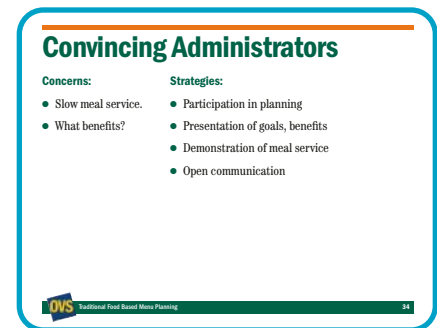 Convincing Administrators
Concerns:
• Slow meal service.
• What benefits?
Strategies:
• Participation in planning
• Presentation of goals, benefits
• Demonstration of meal service
• Open communication
OVS Traditional Food Based Menu Planning 34